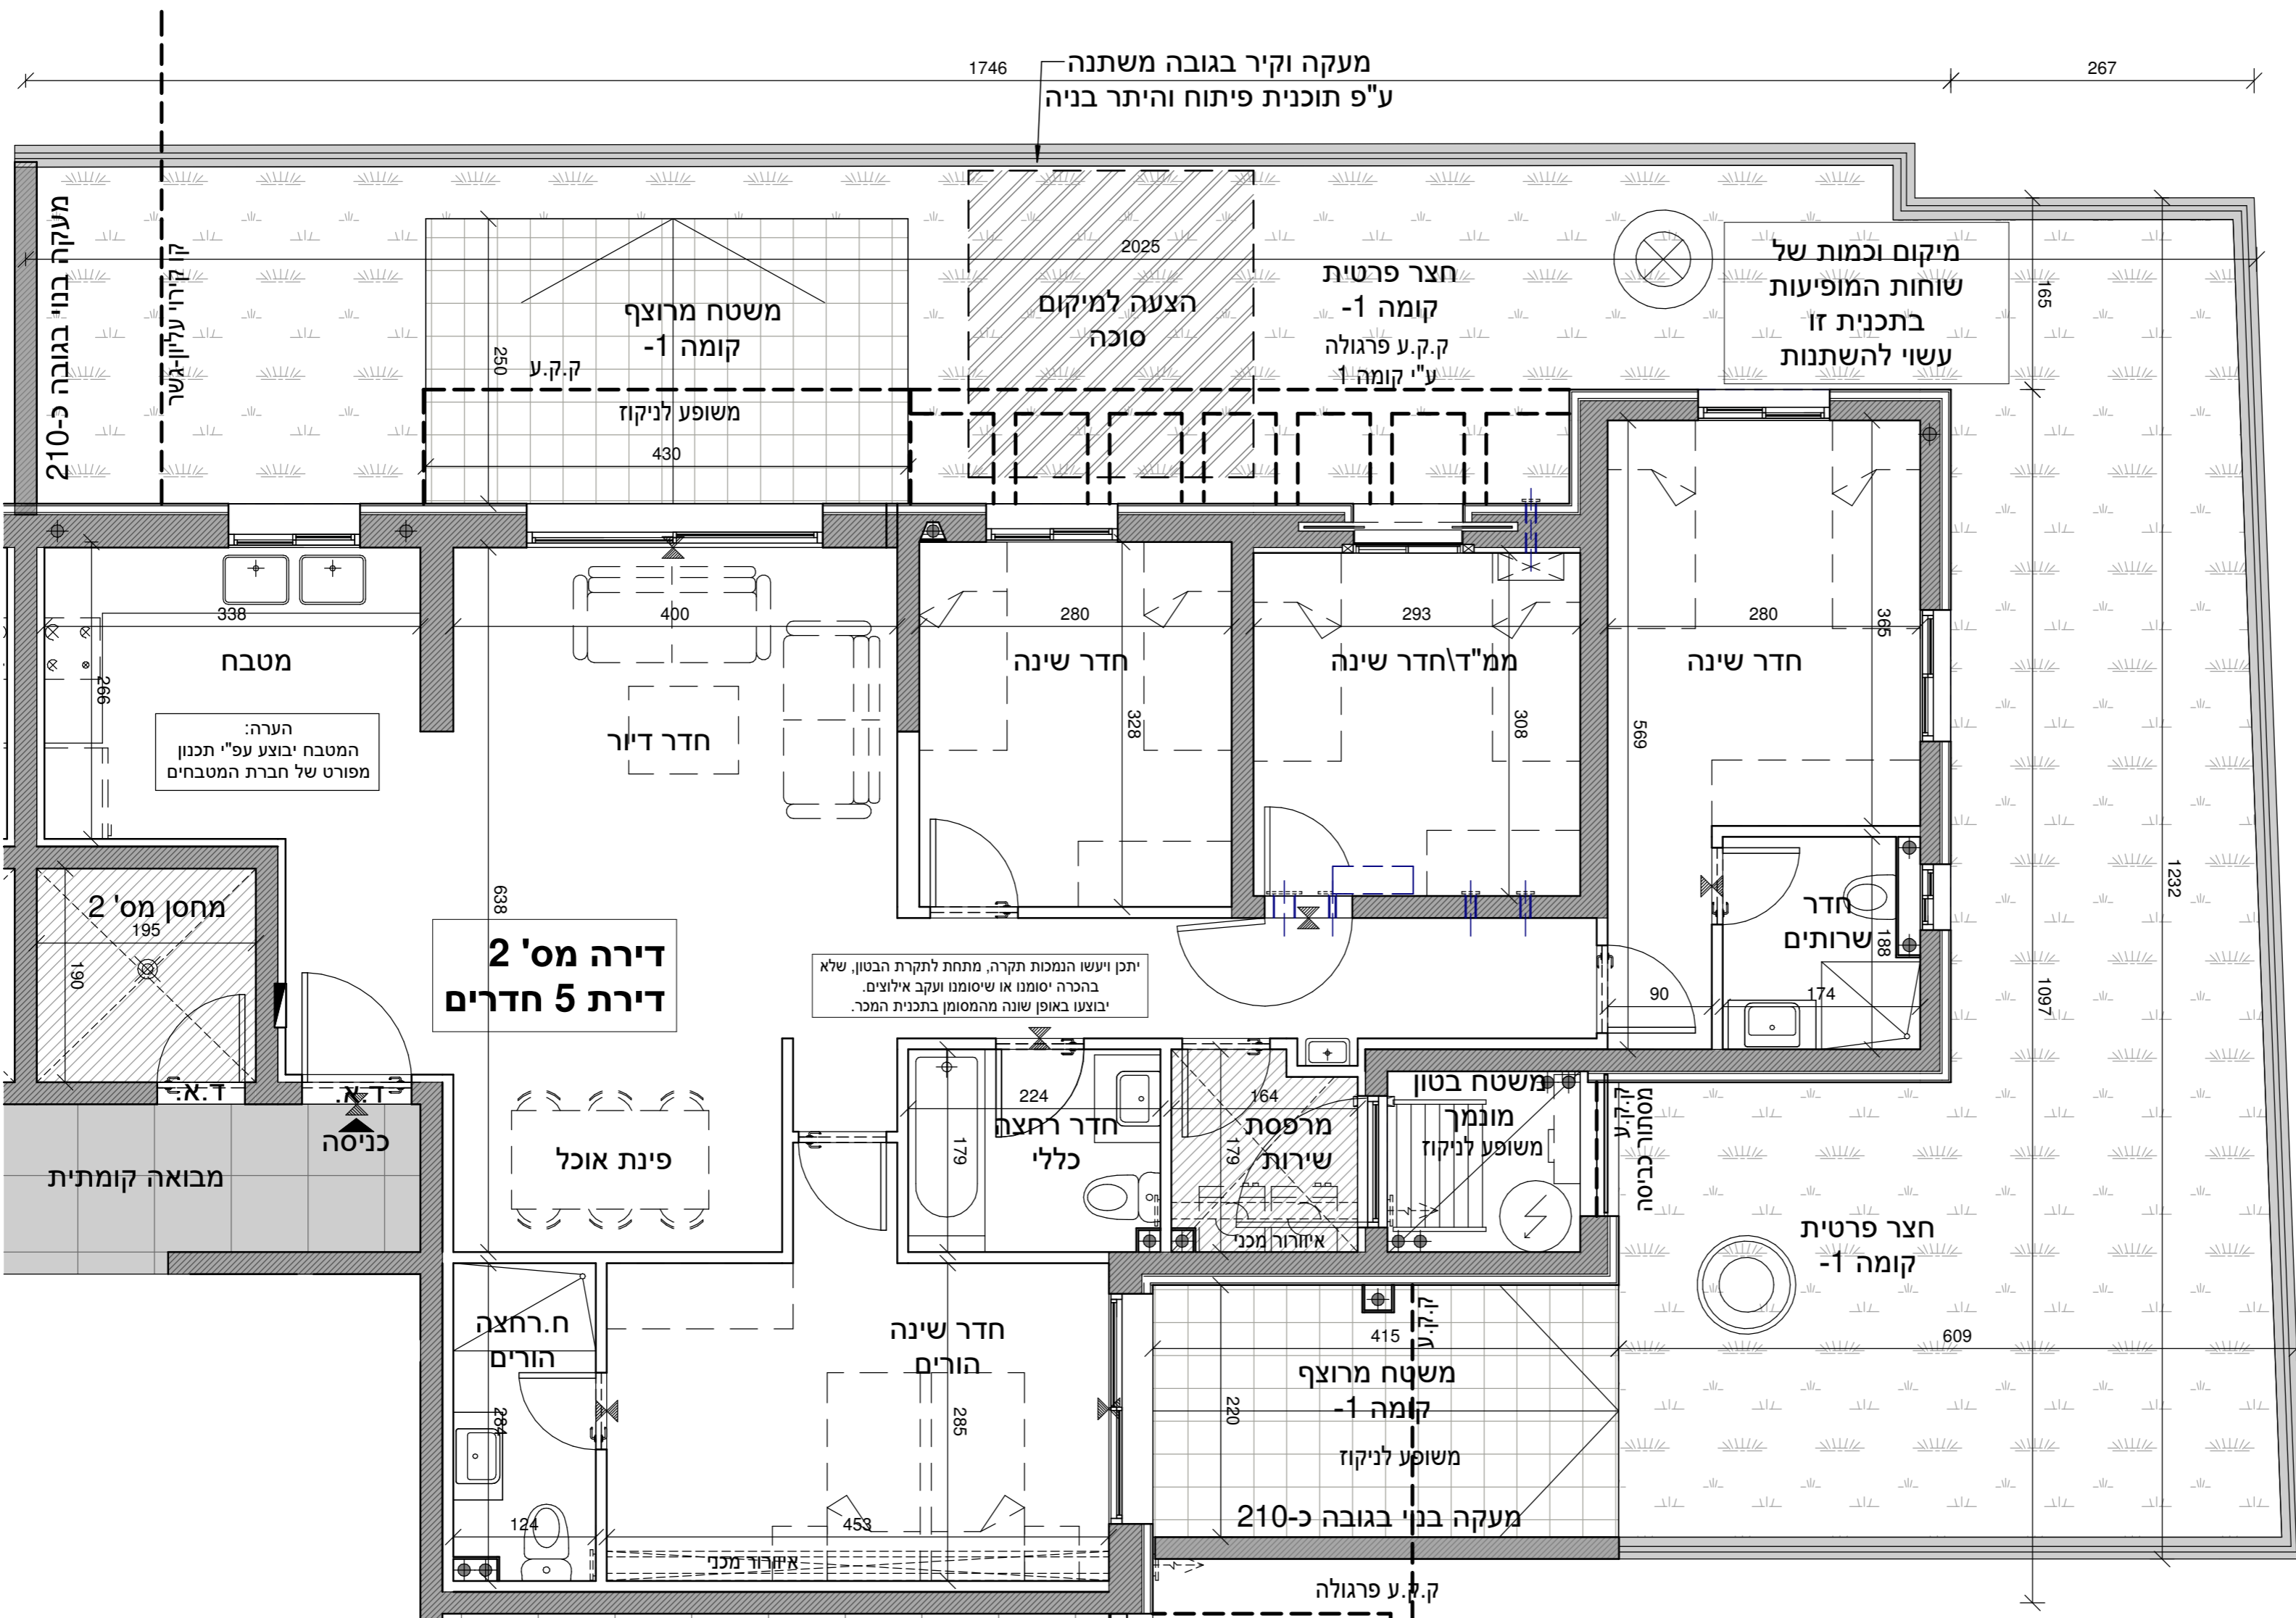 1746
267
מעקה וקיר בגובה משתנה
ע"פ תוכנית פיתוח והיתר בניה
מעקה בנוי בגובה כ-210
קו קירוי עליון-גשר
2025
165
משטח מרוצף
קומה 1-
250
ק.ק.ע
משופע לניקוז
430
הצעה למיקום
סוכה
חצר פרטית
קומה 1-
ק.ק.ע פרגולה
ע"י קומה 1
מיקום וכמות של
שוחות המופיעות
בתכנית זו
עשוי להשתנות
338
מטבח
266
הערה:
המטבח יבוצע עפ"י תכנון
מפורט של חברת המטבחים
400
חדר דיור
638
280
חדר שינה
328
293
ממ"ד\חדר שינה
308
280
חדר שינה
365
569
1232
1097
מחסן מס' 2
195
190
דירה מס' 2
דירת 5 חדרים
יתכן ויעשו הנמכות תקרה, מתחת לתקרת הבטון, שלא
בהכרה יסומנו או שיסומנו ועקב אילוצים.
יבוצעו באופן שונה מהמסומן בתכנית המכר.
חדר
שרותים
188
90
174
ד.א.
ד.א.
כניסה
מבואה קומתית
פינת אוכל
224
חדר רחצה
כללי
179
164
מרפסת
שירות
179
איוורור מכני
משטח בטון
מונמך
משופע לניקוז
ק.ק.ע
מסתור כביסה
חצר פרטית
קומה 1-
609
ח.רחצה
הורים
284
124
חדר שינה
הורים
285
453
איוורור מכני
415
ק.ק.ע
משטח מרוצף
קומה 1-
220
משופע לניקוז
מעקה בנוי בגובה כ-210
ק.ק.ע פרגולה